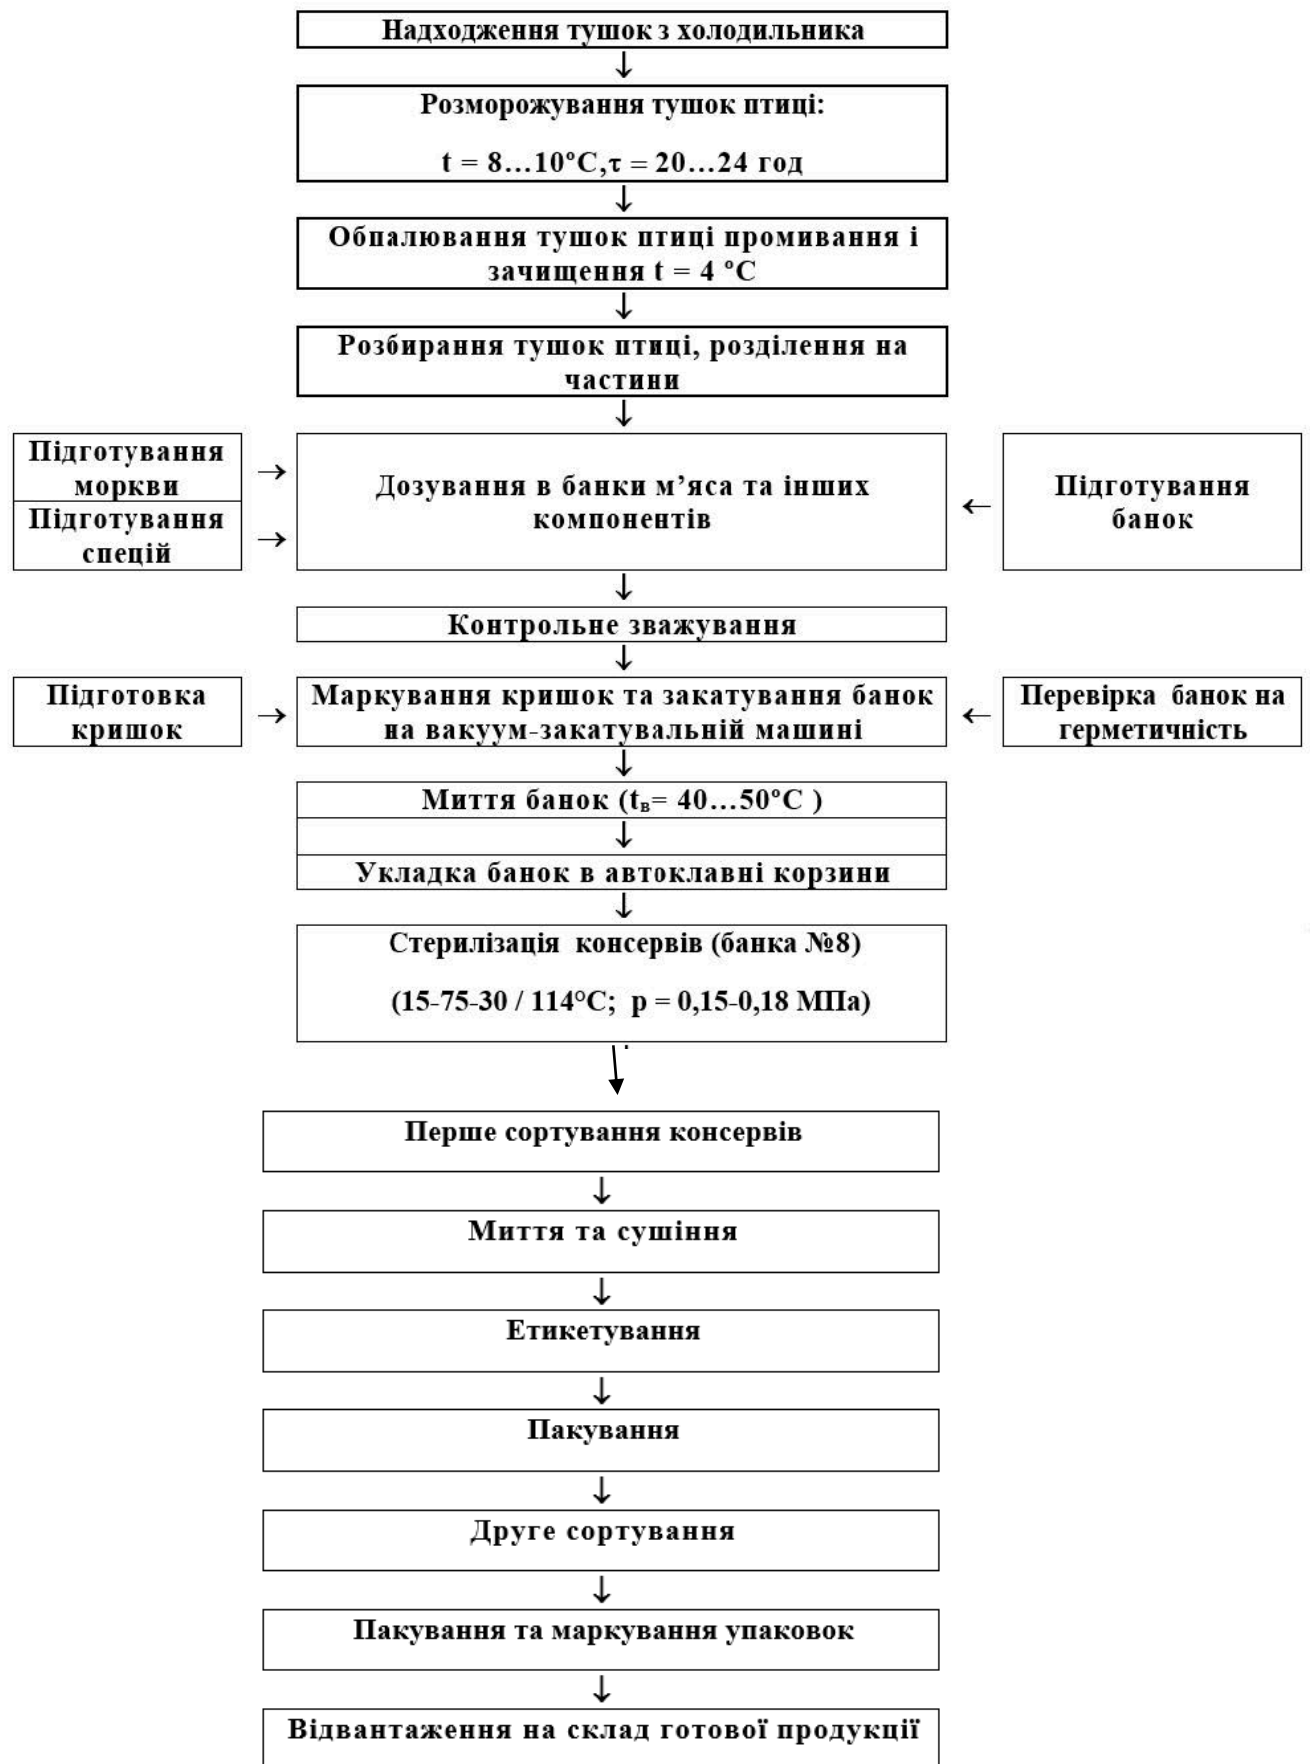 Надходження тушок з холодильника
↓
Розморожування тушок птиці:
t = 8...10°C,τ = 20...24 год
↓
Обпалювання тушок птиці промивання і
зачищення t = 4 °C
↓
Розбирання тушок птиці, розділення на
частини
↓
Підготування
моркви
→
Підготування
спецій
→
Дозування в банки м’яса та інших
компонентів
←
Підготування
банок
↓
Контрольне зважування
↓
Підготовка
кришок
→
Маркування кришок та закатування банок
на вакуум-закатувальній машині
←
Перевірка банок на
герметичність
↓
Миття банок (tв= 40...50°C )
↓
Укладка банок в автоклавні корзини
↓
Стерилізація консервів (банка №8)
(15-75-30 / 114°C; p = 0,15-0,18 МПа)
↓
Перше сортування консервів
↓
Миття та сушіння
↓
Етикетування
↓
Пакування
↓
Друге сортування
↓
Пакування та маркування упаковок
↓
Відвантаження на склад готової продукції